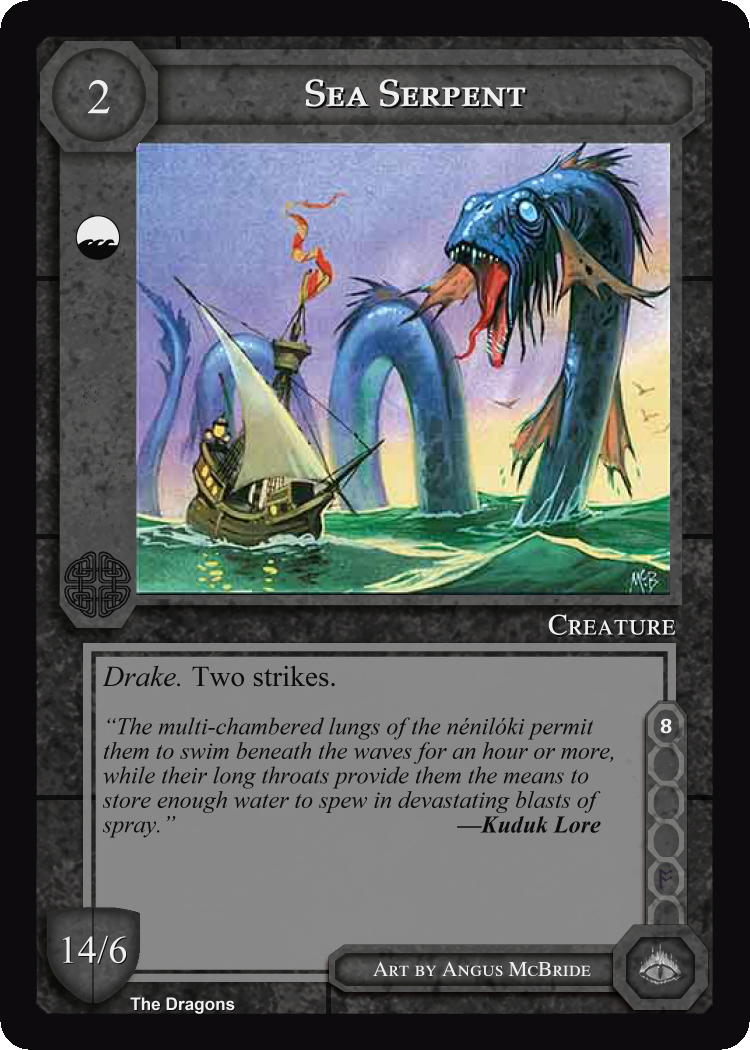 2
Sea Serpent
McB
Creature
Drake. Two strikes.
“The multi-chambered lungs of the nénilóki permit
them to swim beneath the waves for an hour or more,
while their long throats provide them the means to
store enough water to spew in devastating blasts of
spray.” —Kuduk Lore
8
14/6
Art by Angus McBride
The Dragons